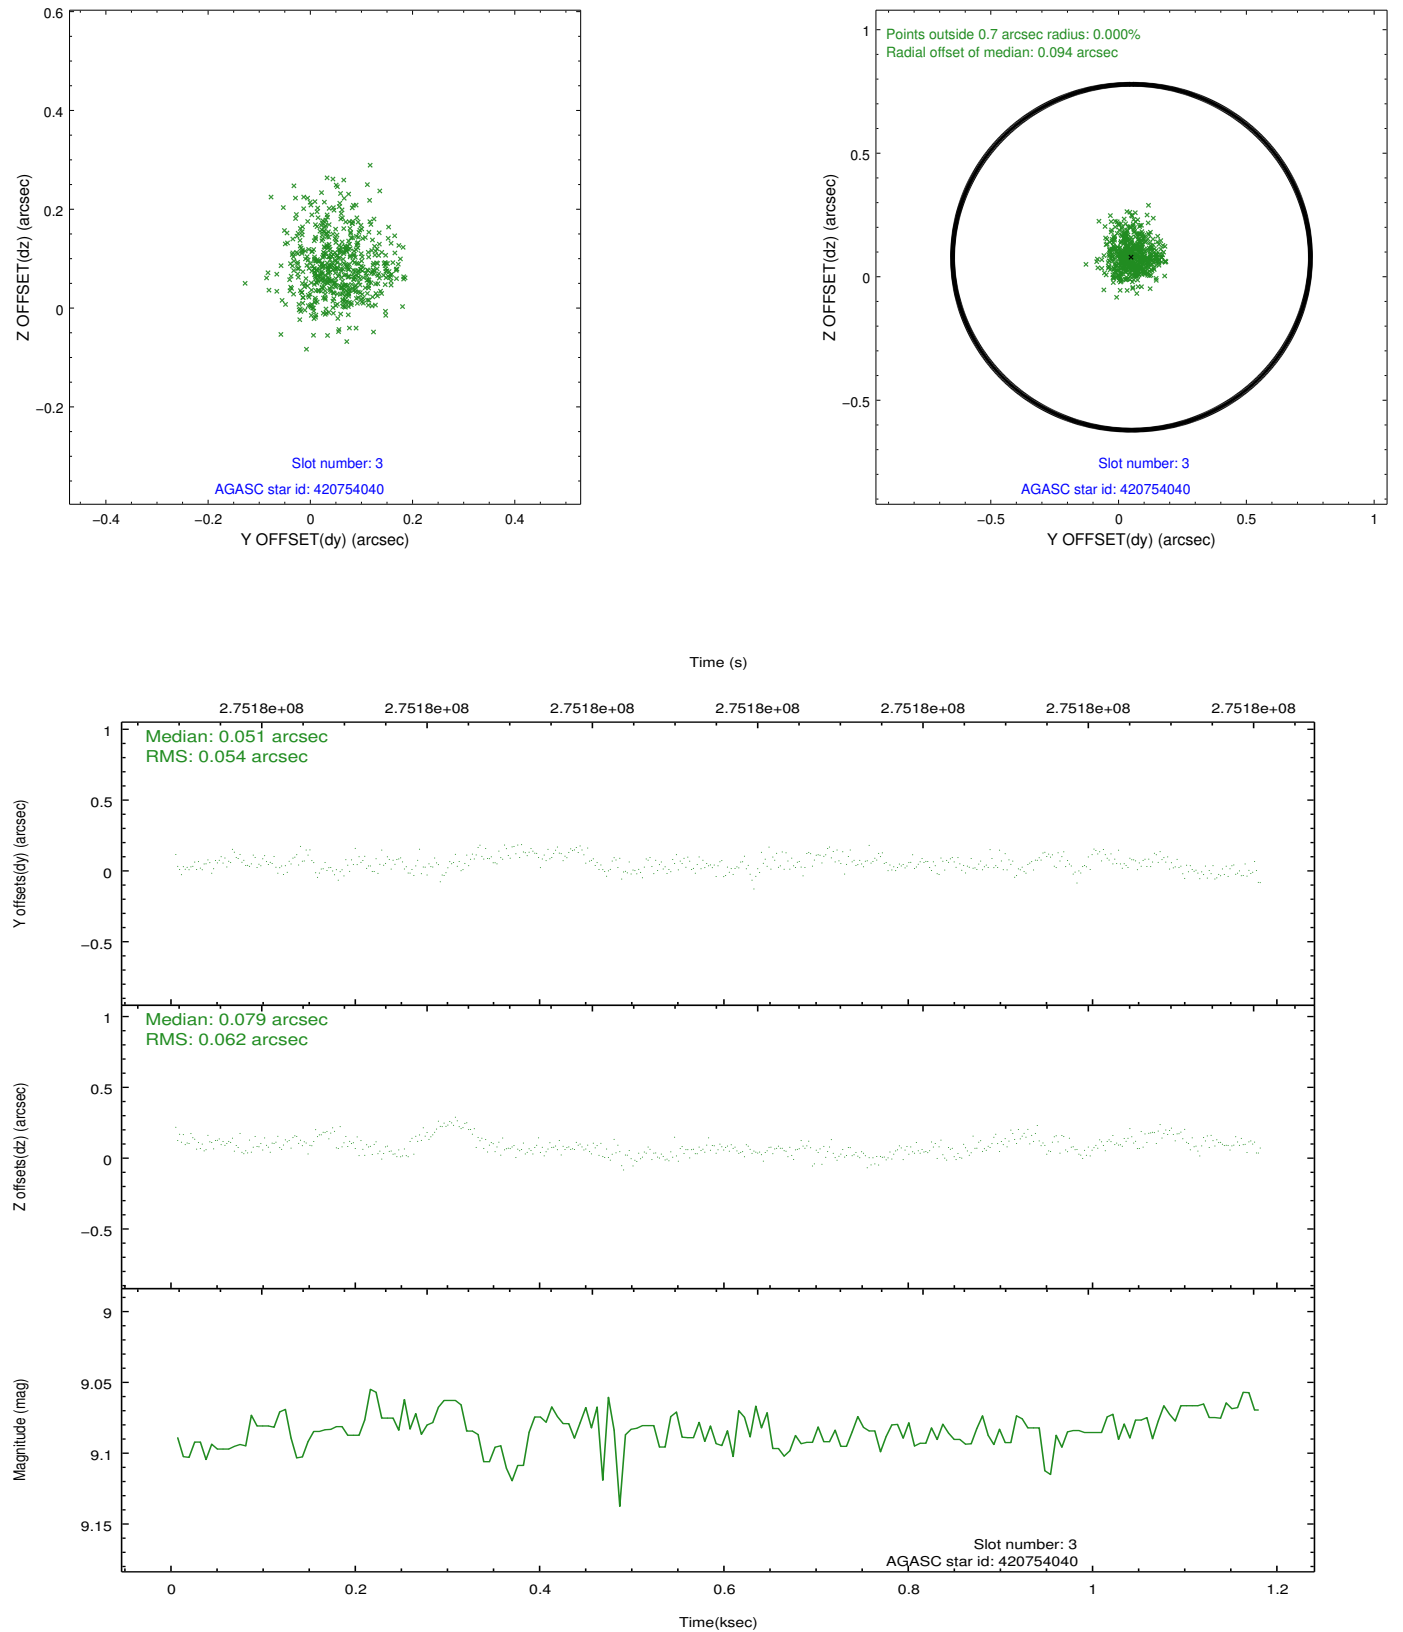 0.6
0.4
0.2
0
−0.2
Z OFFSET(dz) (arcsec)
Slot number: 3
AGASC star id: 420754040
−0.4 −0.2 0 0.2 0.4
Y OFFSET(dy) (arcsec)
Points outside 0.7 arcsec radius: 0.000%
Radial offset of median: 0.094 arcsec
1
0.5
0
−0.5
Z OFFSET(dz) (arcsec)
Slot number: 3
AGASC star id: 420754040
−0.5 0 0.5 1
Y OFFSET(dy) (arcsec)
Time (s)
2.7518e+08 2.7518e+08 2.7518e+08 2.7518e+08 2.7518e+08 2.7518e+08 2.7518e+08
Median: 0.051 arcsec
RMS: 0.054 arcsec
1
0.5
0
−0.5
Y offsets(dy) (arcsec)
Median: 0.079 arcsec
RMS: 0.062 arcsec
1
0.5
0
−0.5
Z offsets(dz) (arcsec)
9
9.05
9.1
9.15
Magnitude (mag)
Slot number: 3
AGASC star id: 420754040
0 0.2 0.4 0.6 0.8 1 1.2
Time(ksec)